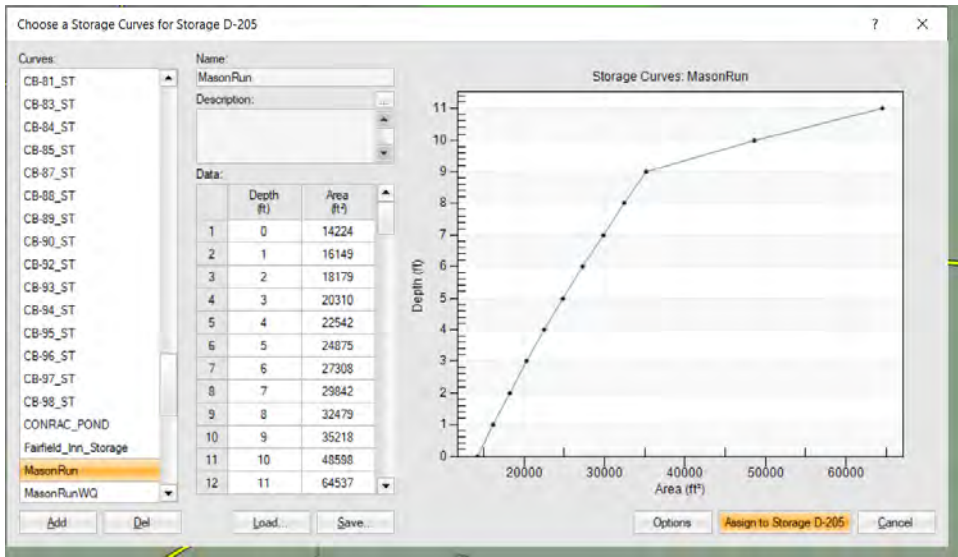 Choose a Storage Curves for Storage D-205 ? ×
Curves:
CB-81_ST
CB-83_ST
CB-84_ST
CB-85_ST
CB-87_ST
CB-88_ST
CB-89_ST
CB-90_ST
CB-92_ST
CB-93_ST
CB-94_ST
CB-95_ST
CB-96_ST
CB-97_ST
CB-98_ST
CONRAC_POND
Fairfield_Inn_Storage
MasonRun
MasonRunWQ
Add Del
Name:
MasonRun
Description:
...
Data:
Depth (ft) Area (ft²)
1 0 14224
2 1 16149
3 2 18179
4 3 20310
5 4 22542
6 5 24875
7 6 27308
8 7 29842
9 8 32479
10 9 35218
11 10 48598
12 11 64537
Load... Save...
Storage Curves: MasonRun
Depth (ft)
11
10
9
8
7
6
5
4
3
2
1
0
20000 30000 40000 50000 60000
Area (ft²)
Options Assign to Storage D-205 Cancel